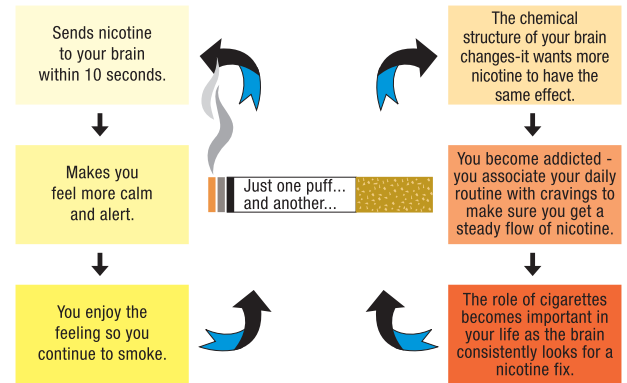 Sends nicotine
to your brain
within 10 seconds.
Makes you
feel more calm
and alert.
You enjoy the
feeling so you
continue to smoke.
Just one puff...
and another...
The chemical
structure of your brain
changes-it wants more
nicotine to have the
same effect.
You become addicted -
you associate your daily
routine with cravings to
make sure you get a
steady flow of nicotine.
The role of cigarettes
becomes important in
your life as the brain
consistently looks for a
nicotine fix.